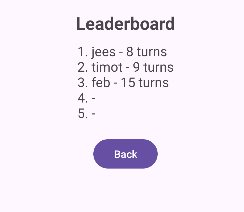 Leaderboard
1. jees - 8 turns
2. timot - 9 turns
3. feb - 15 turns
4. -
5. -
Back